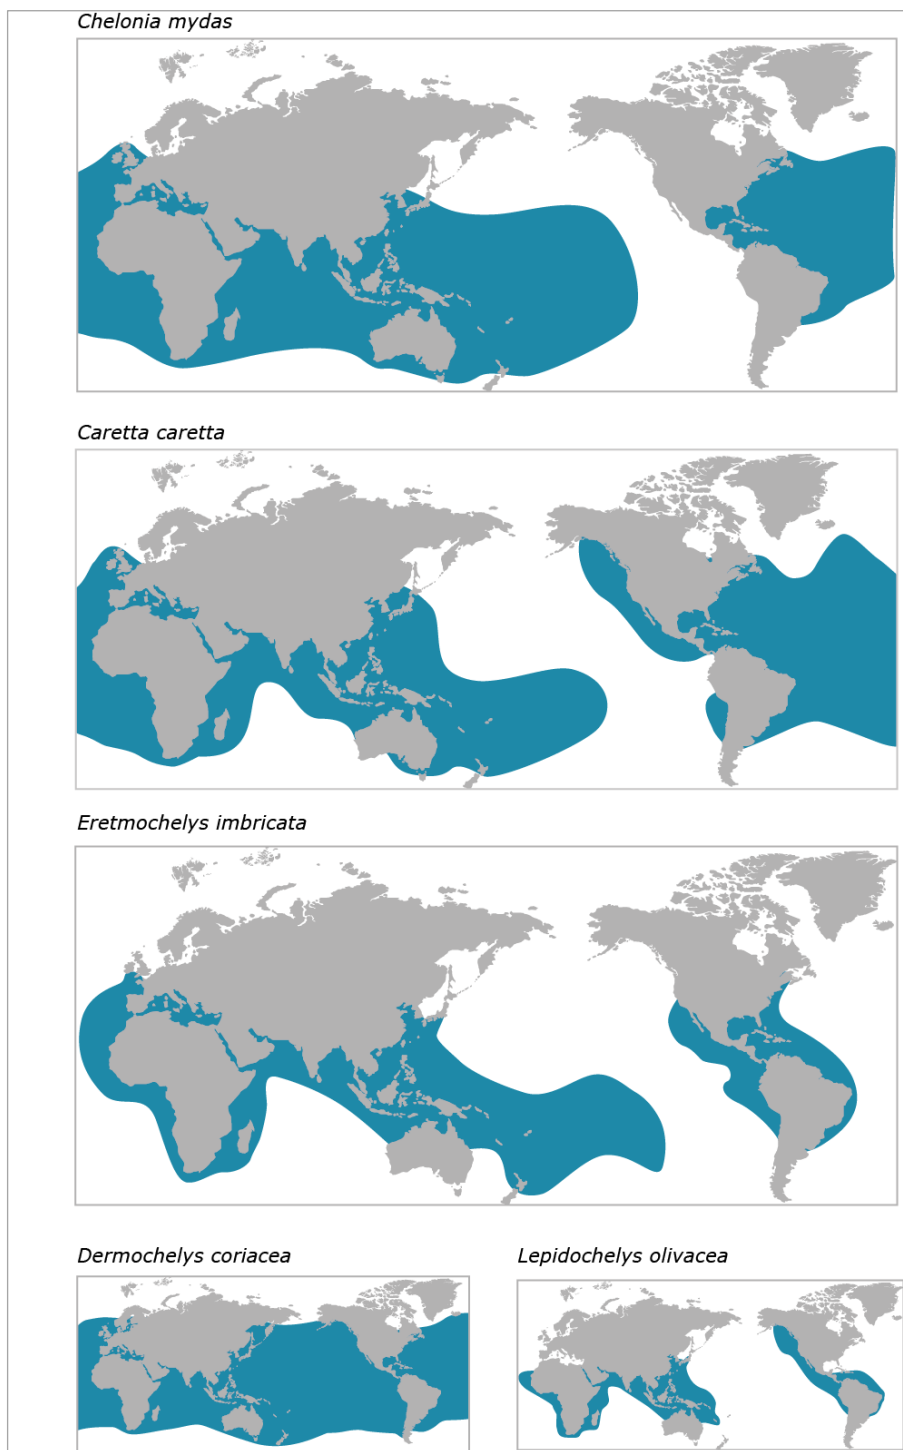 Chelonia mydas
Caretta caretta
Eretmochelys imbricata
Dermochelys coriacea
Lepidochelys olivacea